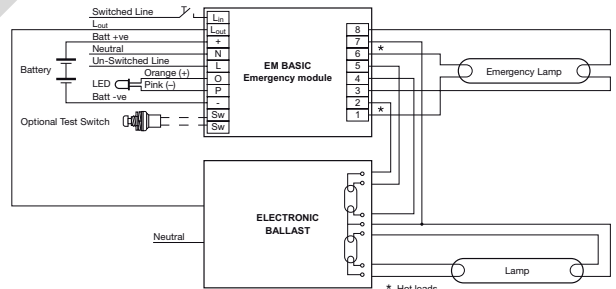 Switched Line
Lout
Batt +ve
Neutral
Un-Switched Line
Battery
Orange (+)
LED
Pink (–)
Batt -ve
Optional Test Switch
Lin
Lout
+
N
L
O
P
-
Sw
Sw
EM BASIC
Emergency module
8
7
6
5
4
3
2
1
*
*
Emergency Lamp
ELECTRONIC
BALLAST
Neutral
Lamp
* Hot leads